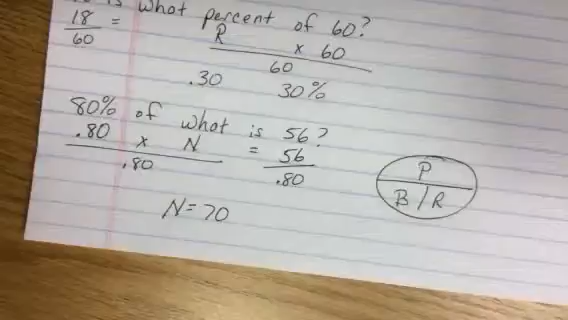 is what percent of 60?
18 = R x 60
60 60
.30 30%
80% of what is 56?
.80 x N = 56
.80 .80
N=70
P
B/R